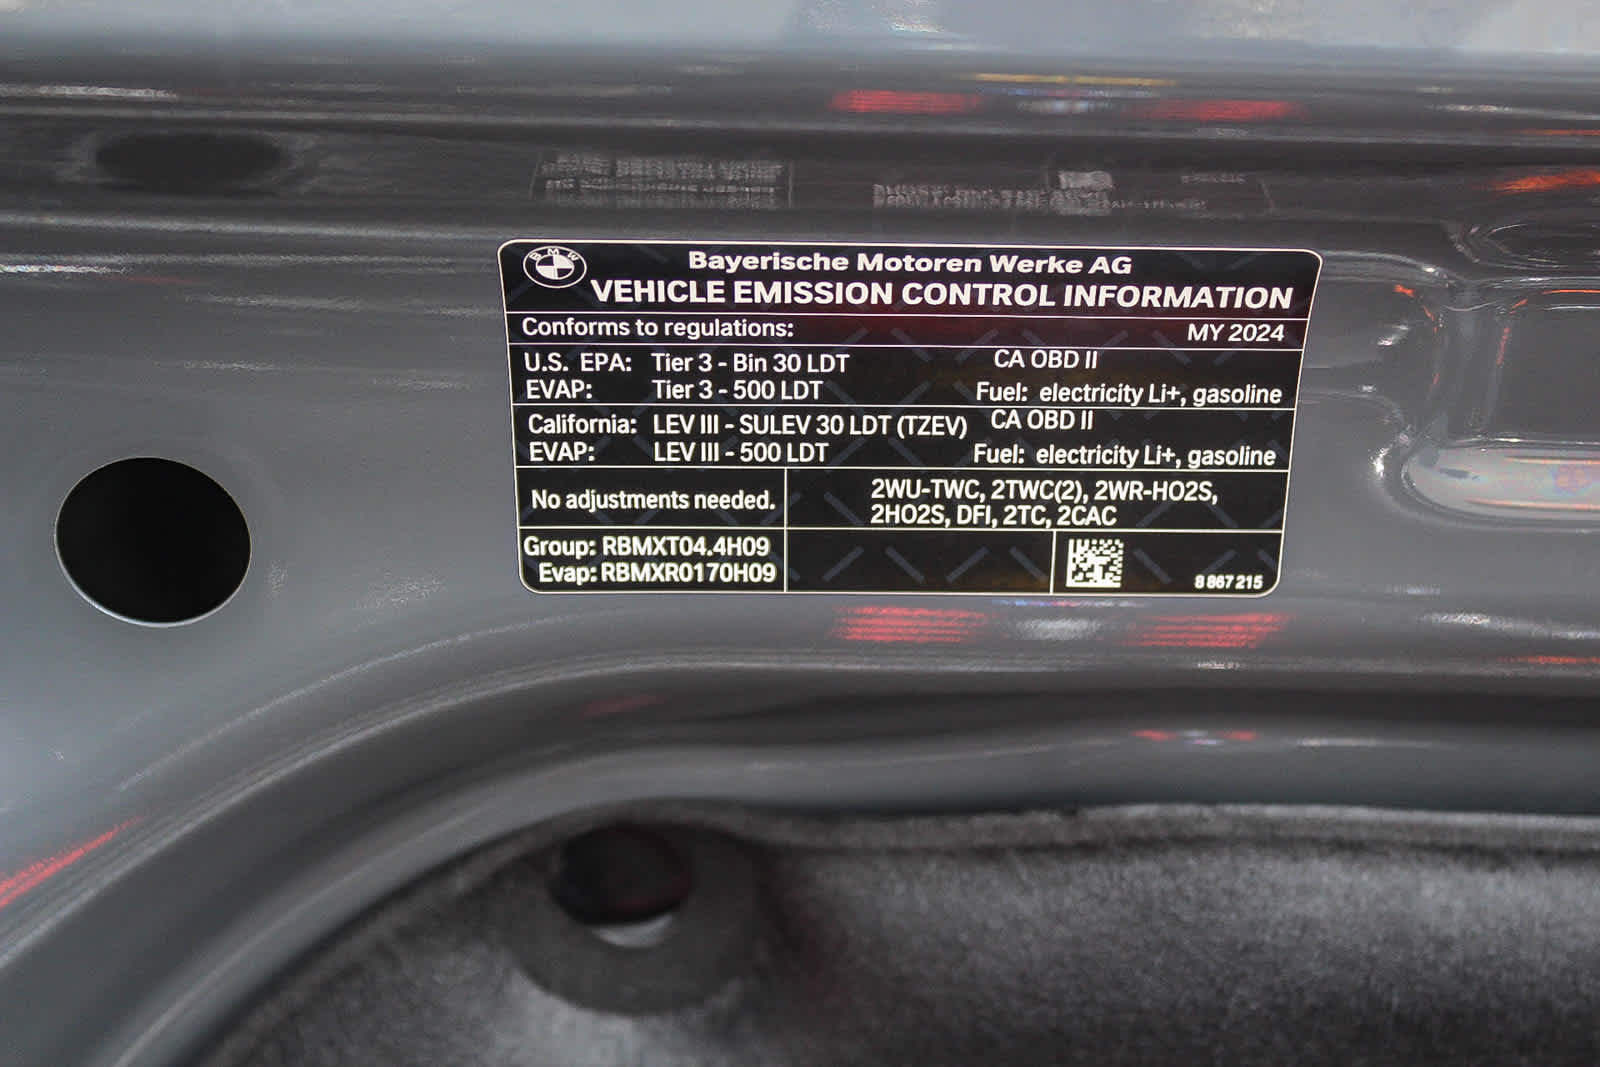 BMW
Bayerische Motoren Werke AG
VEHICLE EMISSION CONTROL INFORMATION
Conforms to regulations: MY 2024
U.S. EPA: Tier 3 - Bin 30 LDT CA OBD II
EVAP: Tier 3 - 500 LDT Fuel: electricity Li+, gasoline
California: LEV III - SULEV 30 LDT (TZEV) CA OBD II
EVAP: LEV III - 500 LDT Fuel: electricity Li+, gasoline
No adjustments needed.
2WU-TWC, 2TWC(2), 2WR-HO2S,
2HO2S, DFI, 2TC, 2CAC
Group: RBMXT04.4H09
Evap: RBMXR0170H09
8 867 215